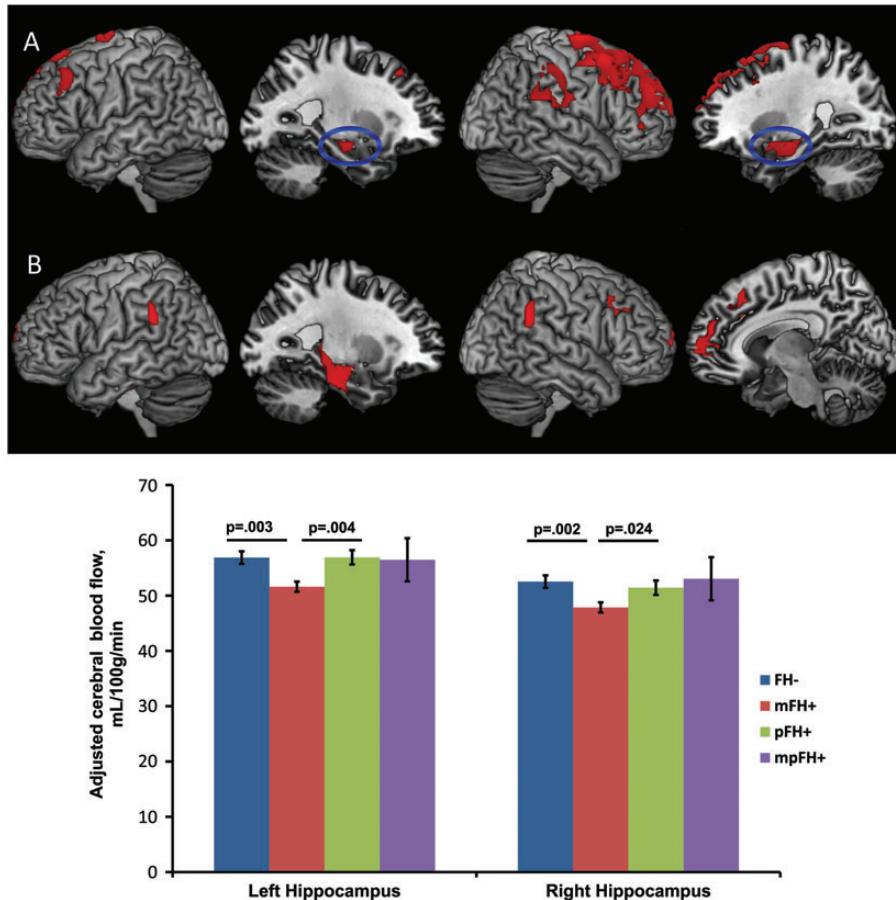 A
B
70
60
50
40
30
20
10
0
Adjusted cerebral blood flow,
mL/100g/min
p=.003
p=.004
p=.002
p=.024
FH-
mFH+
pFH+
mpFH+
Left Hippocampus
Right Hippocampus